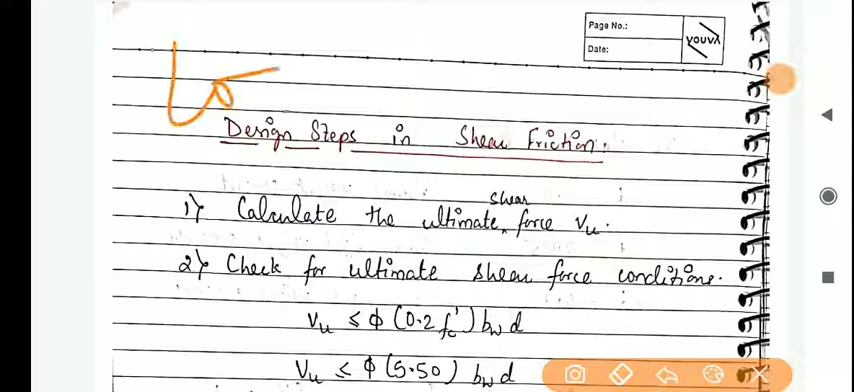 Page No.:
Date:
YOUVA
Design Steps in Shear Friction.
1) Calculate the ultimate shear force Vu.
2) Check for ultimate shear force conditions.
Vu ≤ ϕ (0.2 fc') bw d
Vu ≤ ϕ (5.50) bw d